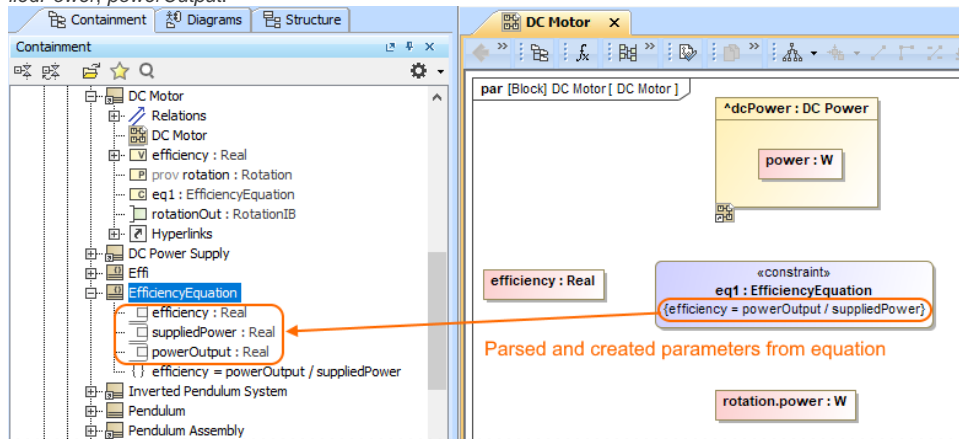 powerOutput.
Containment
Diagrams
Structure
Containment
DC Motor
Relations
DC Motor
efficiency : Real
prov rotation : Rotation
eq1 : EfficiencyEquation
rotationOut : RotationIB
Hyperlinks
DC Power Supply
Effi
EfficiencyEquation
efficiency : Real
suppliedPower : Real
powerOutput : Real
{ } efficiency = powerOutput / suppliedPower
Inverted Pendulum System
Pendulum
Pendulum Assembly
DC Motor
par [Block] DC Motor [ DC Motor ]
^dcPower : DC Power
power : W
efficiency : Real
«constraint»
eq1 : EfficiencyEquation
{efficiency = powerOutput / suppliedPower}
Parsed and created parameters from equation
rotation.power : W